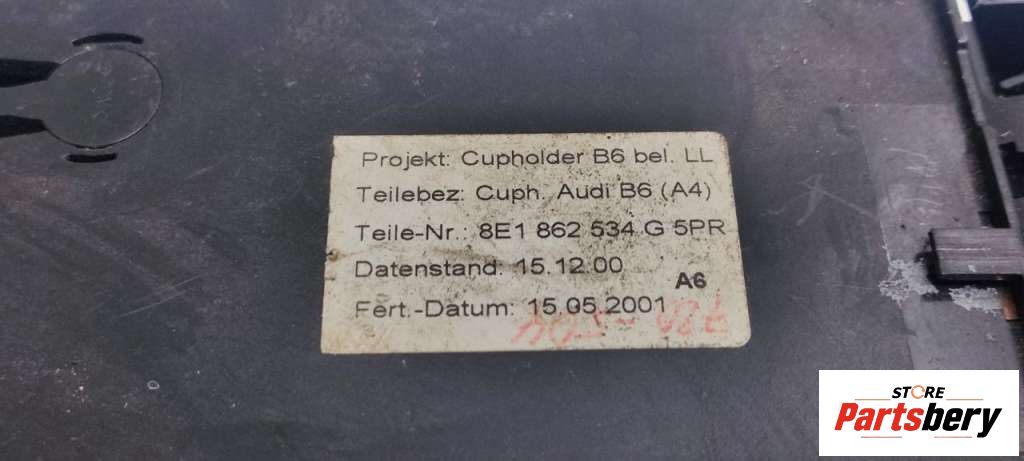 Projekt: Cupholder B6 bel. LL
Teilebez: Cuph. Audi B6 (A4)
Teile-Nr.: 8E1 862 534 G 5PR
Datenstand: 15.12.00
A6
Fert.-Datum: 15.05.2001
STORE
Partsbery